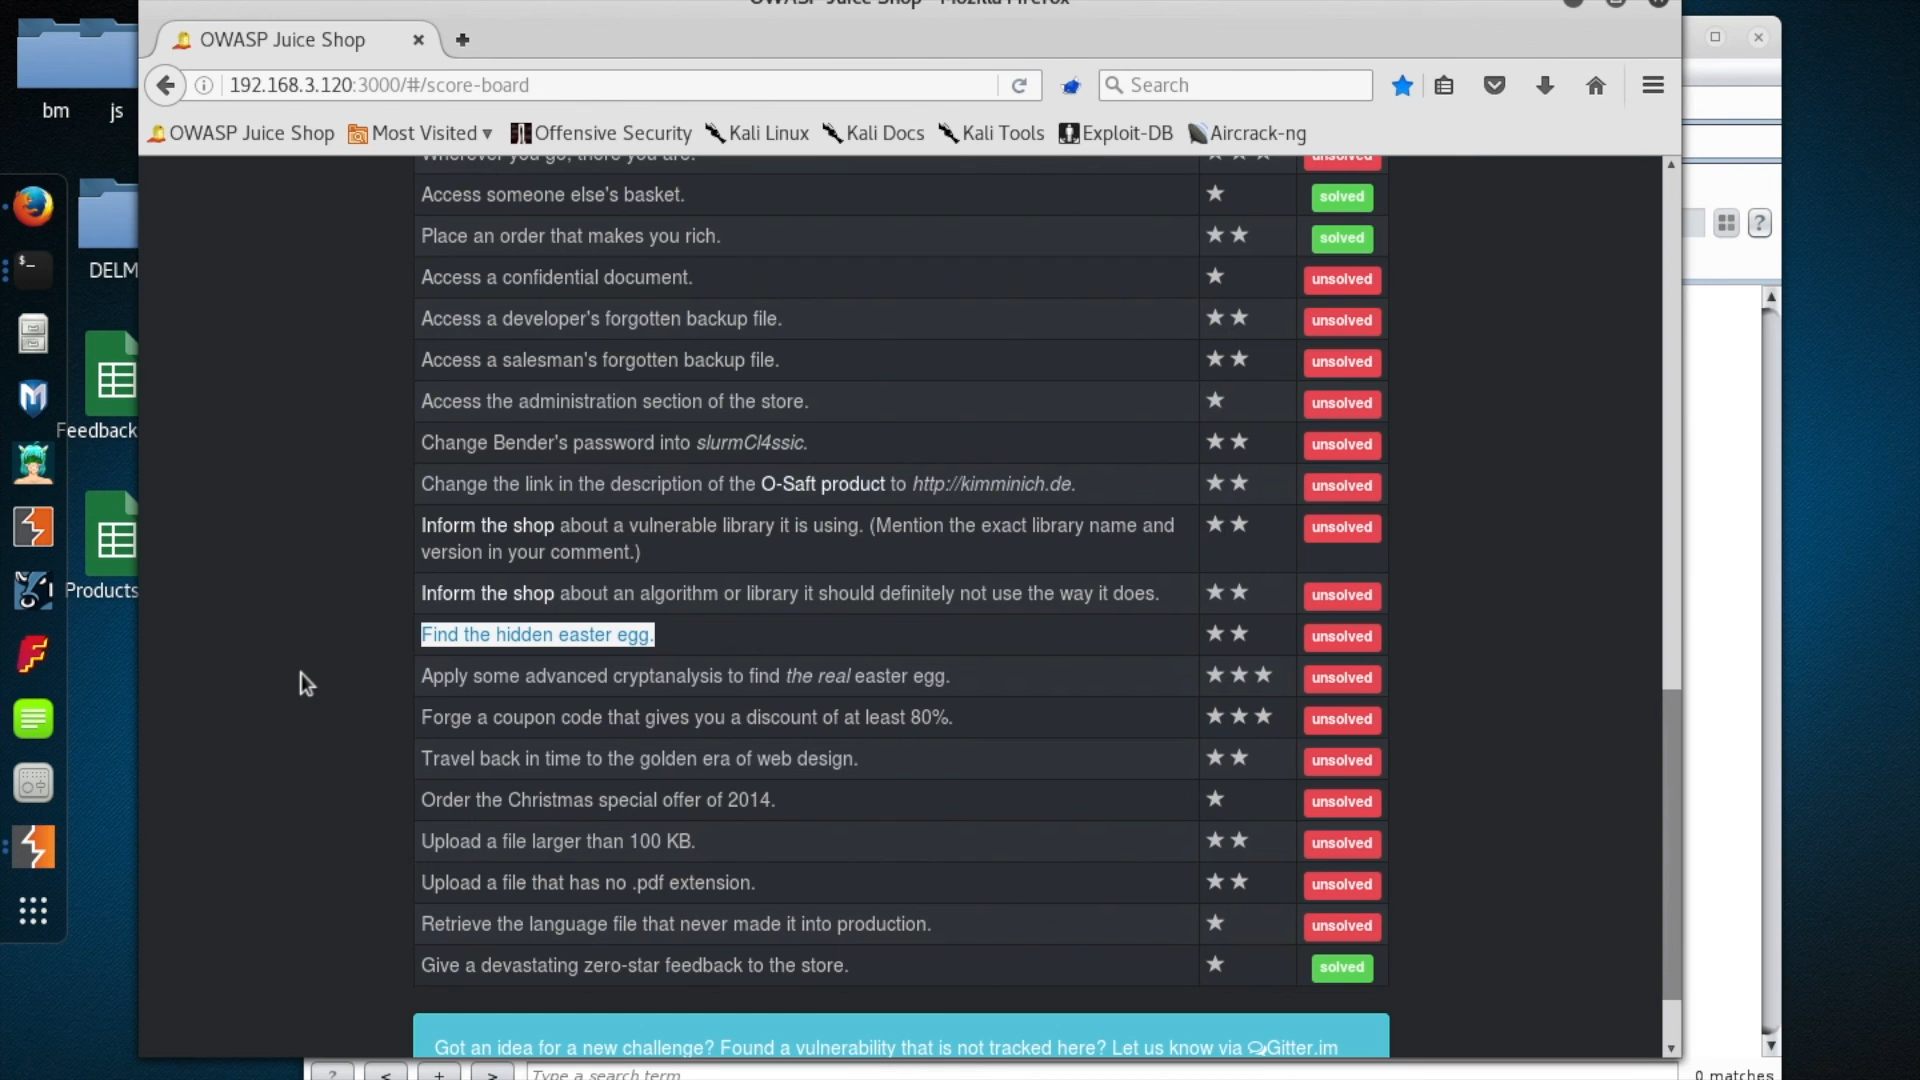 OWASP Juice Shop - Mozilla Firefox
OWASP Juice Shop
192.168.3.120:3000/#/score-board
Search
OWASP Juice Shop Most Visited Offensive Security Kali Linux Kali Docs Kali Tools Exploit-DB Aircrack-ng
bm js
DELM
Feedback
Products
$_
Wherever you go, there you are. ★★★ unsolved
Access someone else's basket. ★ solved
Place an order that makes you rich. ★★ solved
Access a confidential document. ★ unsolved
Access a developer's forgotten backup file. ★★ unsolved
Access a salesman's forgotten backup file. ★★ unsolved
Access the administration section of the store. ★ unsolved
Change Bender's password into slurmCl4ssic. ★★ unsolved
Change the link in the description of the O-Saft product to http://kimminich.de. ★★ unsolved
Inform the shop about a vulnerable library it is using. (Mention the exact library name and ★★ unsolved
version in your comment.)
Inform the shop about an algorithm or library it should definitely not use the way it does. ★★ unsolved
Find the hidden easter egg. ★★ unsolved
Apply some advanced cryptanalysis to find the real easter egg. ★★★ unsolved
Forge a coupon code that gives you a discount of at least 80%. ★★★ unsolved
Travel back in time to the golden era of web design. ★★ unsolved
Order the Christmas special offer of 2014. ★ unsolved
Upload a file larger than 100 KB. ★★ unsolved
Upload a file that has no .pdf extension. ★★ unsolved
Retrieve the language file that never made it into production. ★ unsolved
Give a devastating zero-star feedback to the store. ★ solved
Got an idea for a new challenge? Found a vulnerability that is not tracked here? Let us know via Gitter.im
? < + > Type a search term 0 matches
?